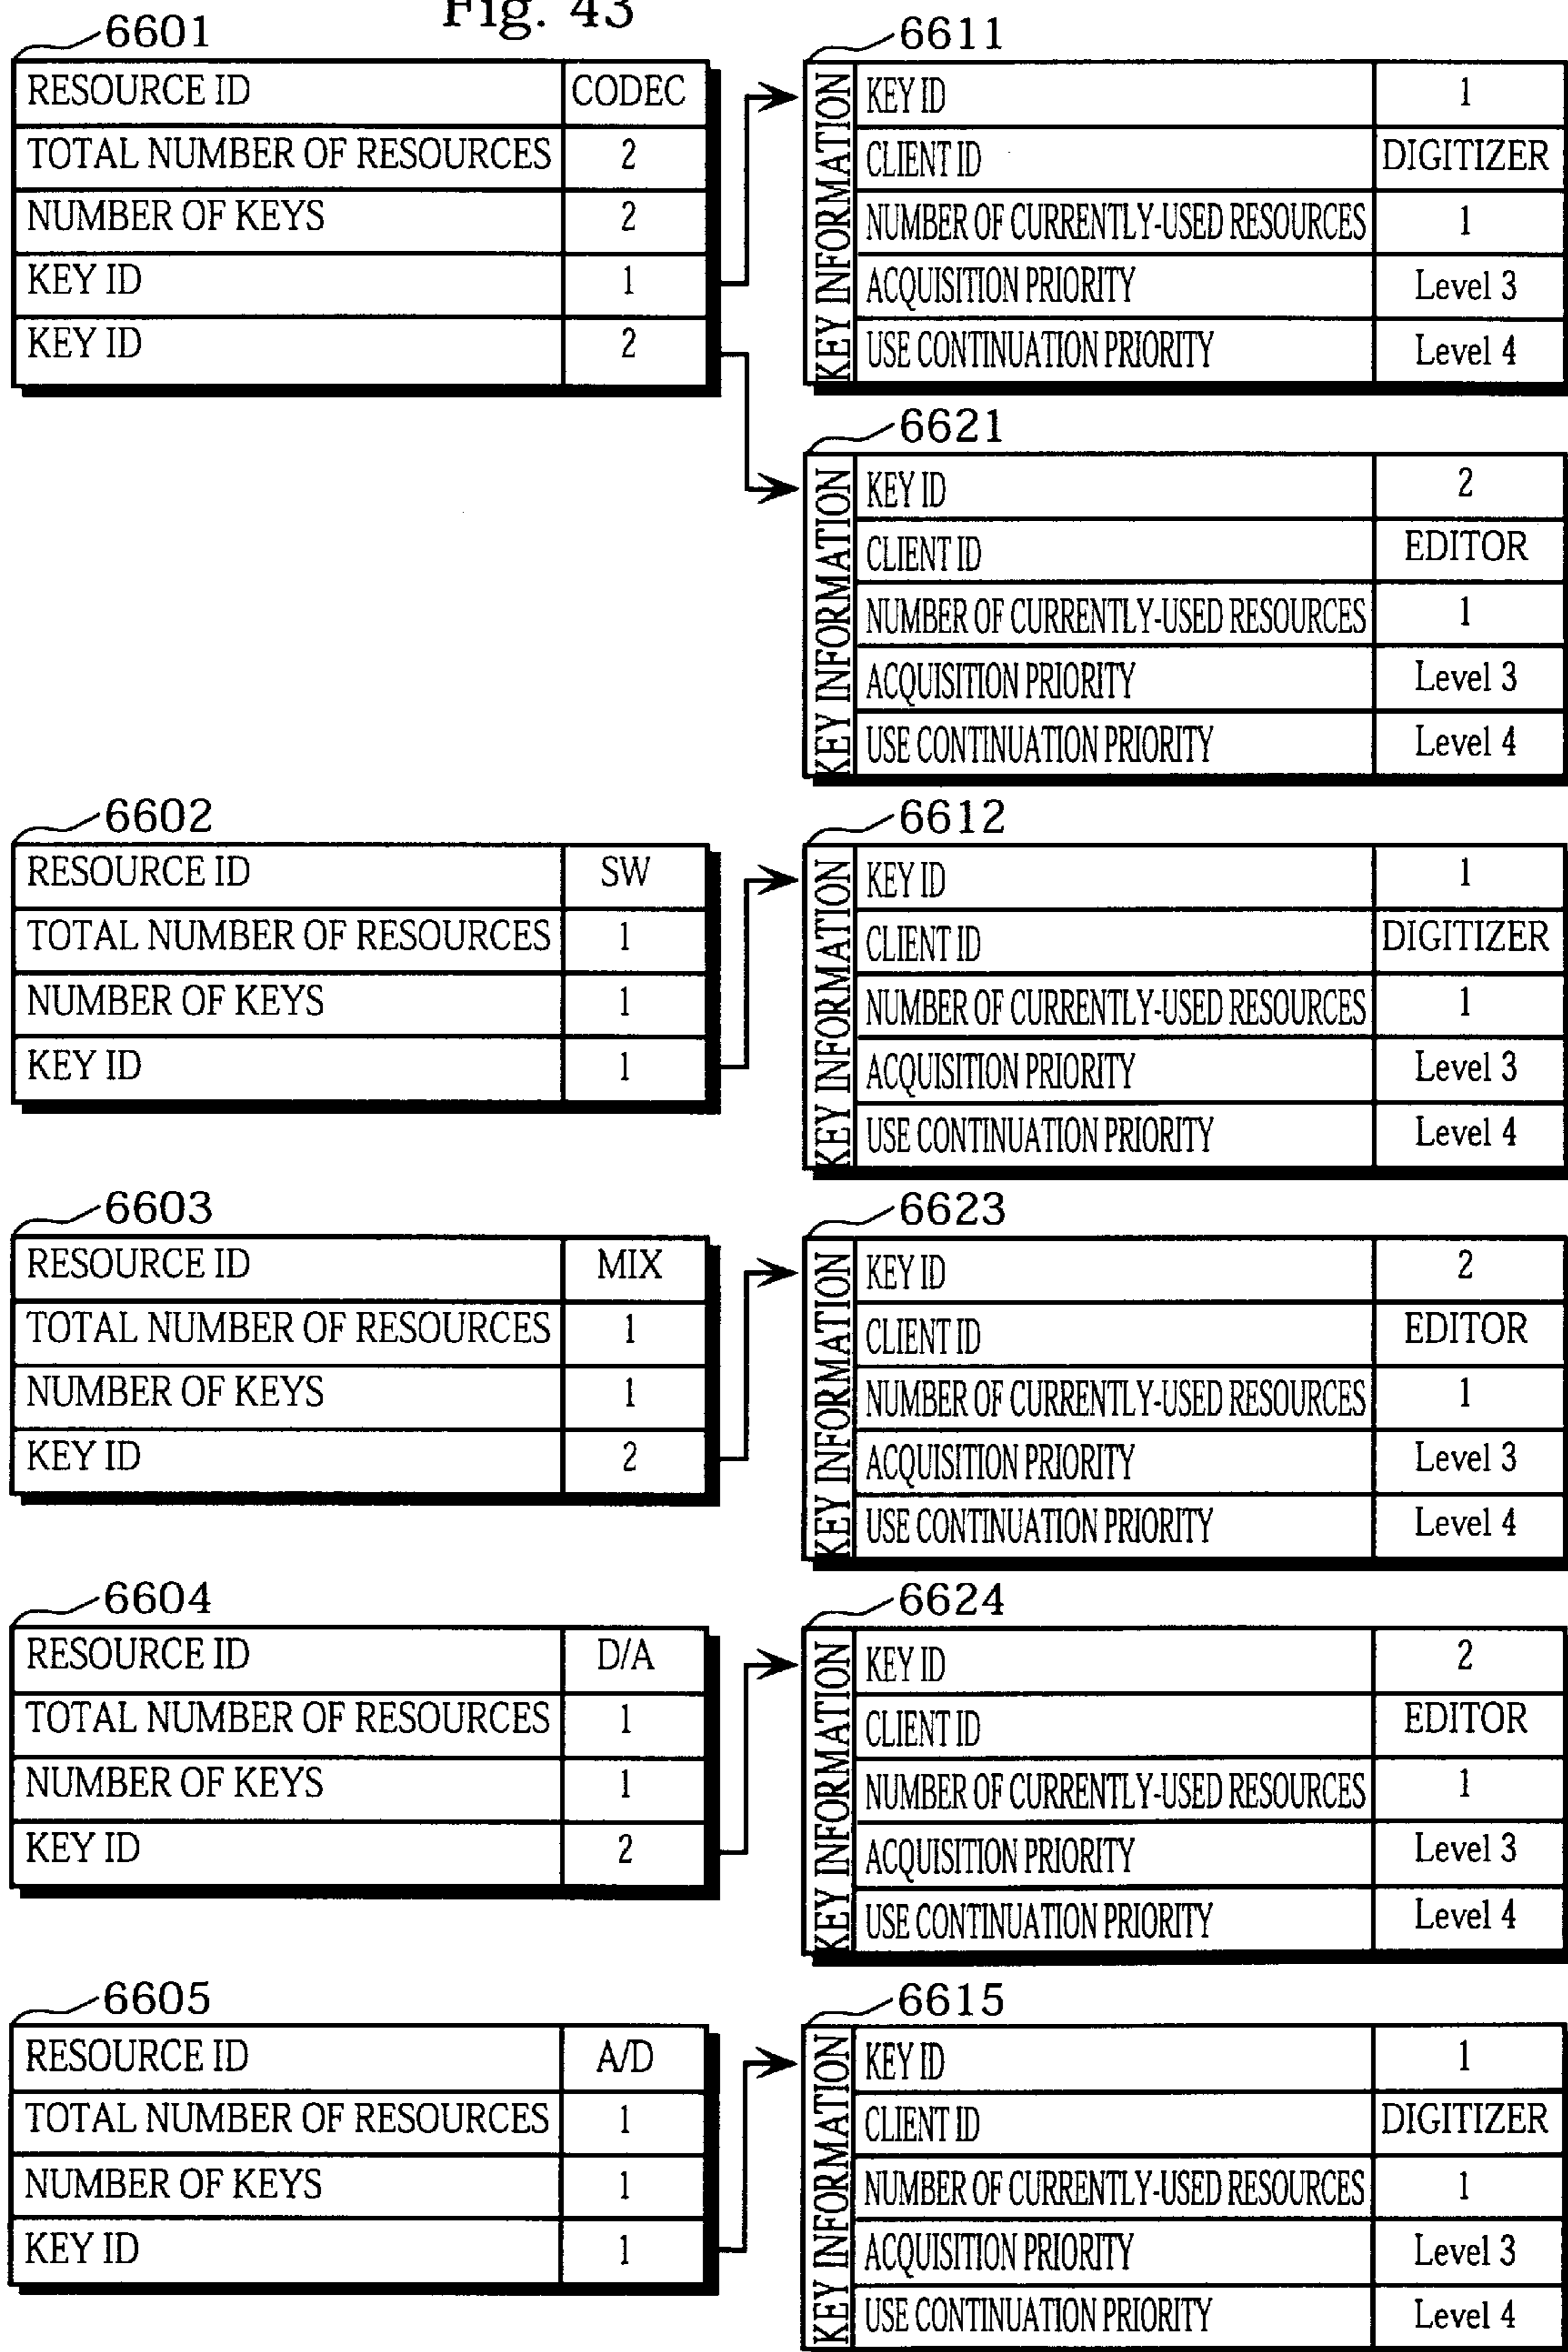 Fig. 43
6601
RESOURCE ID CODEC
TOTAL NUMBER OF RESOURCES 2
NUMBER OF KEYS 2
KEY ID 1
KEY ID 2
6611
KEY INFORMATION
KEY ID 1
CLIENT ID DIGITIZER
NUMBER OF CURRENTLY-USED RESOURCES 1
ACQUISITION PRIORITY Level 3
USE CONTINUATION PRIORITY Level 4
6621
KEY INFORMATION
KEY ID 2
CLIENT ID EDITOR
NUMBER OF CURRENTLY-USED RESOURCES 1
ACQUISITION PRIORITY Level 3
USE CONTINUATION PRIORITY Level 4
6602
RESOURCE ID SW
TOTAL NUMBER OF RESOURCES 1
NUMBER OF KEYS 1
KEY ID 1
6612
KEY INFORMATION
KEY ID 1
CLIENT ID DIGITIZER
NUMBER OF CURRENTLY-USED RESOURCES 1
ACQUISITION PRIORITY Level 3
USE CONTINUATION PRIORITY Level 4
6603
RESOURCE ID MIX
TOTAL NUMBER OF RESOURCES 1
NUMBER OF KEYS 1
KEY ID 2
6623
KEY INFORMATION
KEY ID 2
CLIENT ID EDITOR
NUMBER OF CURRENTLY-USED RESOURCES 1
ACQUISITION PRIORITY Level 3
USE CONTINUATION PRIORITY Level 4
6604
RESOURCE ID D/A
TOTAL NUMBER OF RESOURCES 1
NUMBER OF KEYS 1
KEY ID 2
6624
KEY INFORMATION
KEY ID 2
CLIENT ID EDITOR
NUMBER OF CURRENTLY-USED RESOURCES 1
ACQUISITION PRIORITY Level 3
USE CONTINUATION PRIORITY Level 4
6605
RESOURCE ID A/D
TOTAL NUMBER OF RESOURCES 1
NUMBER OF KEYS 1
KEY ID 1
6615
KEY INFORMATION
KEY ID 1
CLIENT ID DIGITIZER
NUMBER OF CURRENTLY-USED RESOURCES 1
ACQUISITION PRIORITY Level 3
USE CONTINUATION PRIORITY Level 4